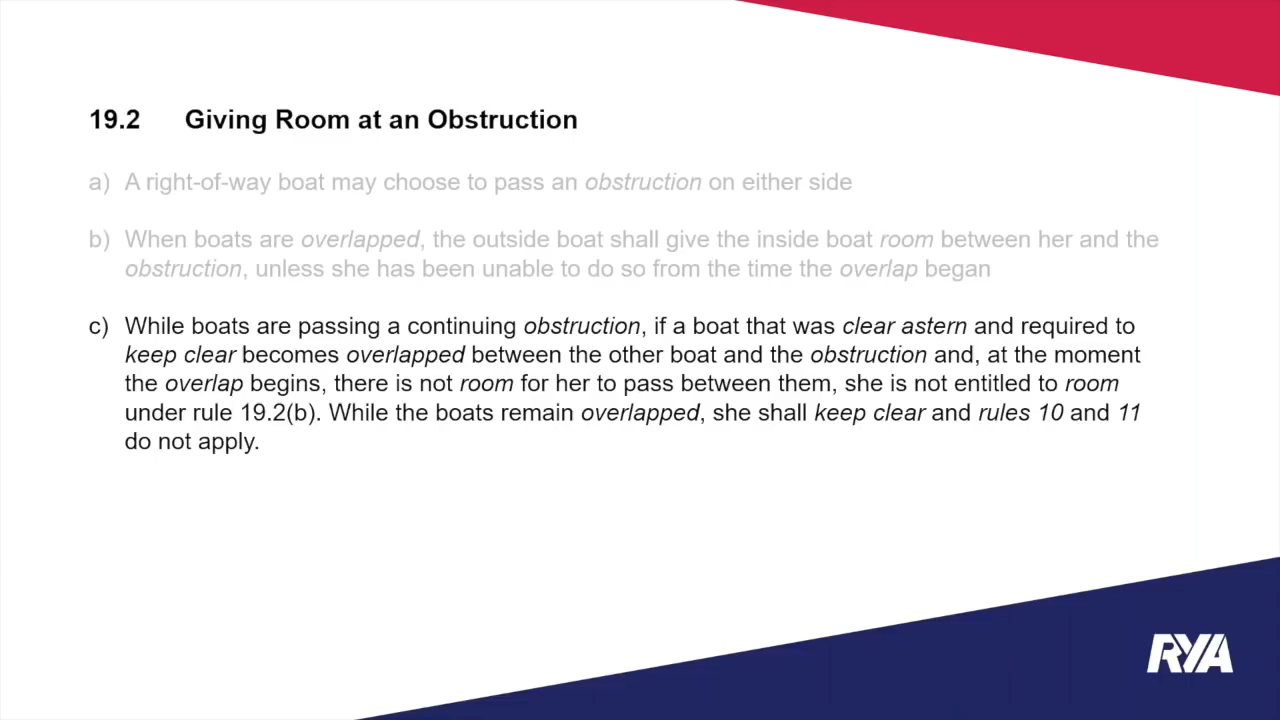 19.2 Giving Room at an Obstruction
a) A right-of-way boat may choose to pass an obstruction on either side
b) When boats are overlapped, the outside boat shall give the inside boat room between her and the
obstruction, unless she has been unable to do so from the time the overlap began
c) While boats are passing a continuing obstruction, if a boat that was clear astern and required to
keep clear becomes overlapped between the other boat and the obstruction and, at the moment
the overlap begins, there is not room for her to pass between them, she is not entitled to room
under rule 19.2(b). While the boats remain overlapped, she shall keep clear and rules 10 and 11
do not apply.
RYA